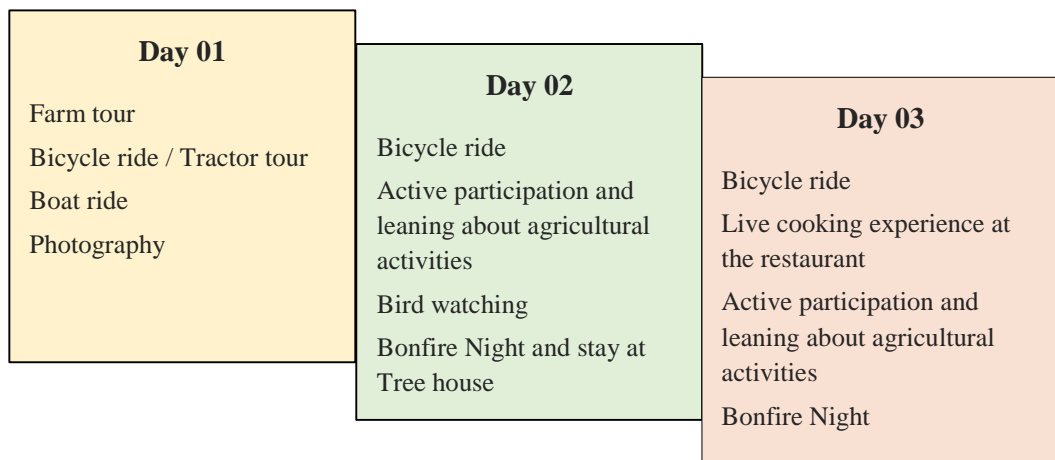 Day 01
Farm tour
Bicycle ride / Tractor tour
Boat ride
Photography
Day 02
Bicycle ride
Active participation and
leaning about agricultural
activities
Bird watching
Bonfire Night and stay at
Tree house
Day 03
Bicycle ride
Live cooking experience at
the restaurant
Active participation and
leaning about agricultural
activities
Bonfire Night